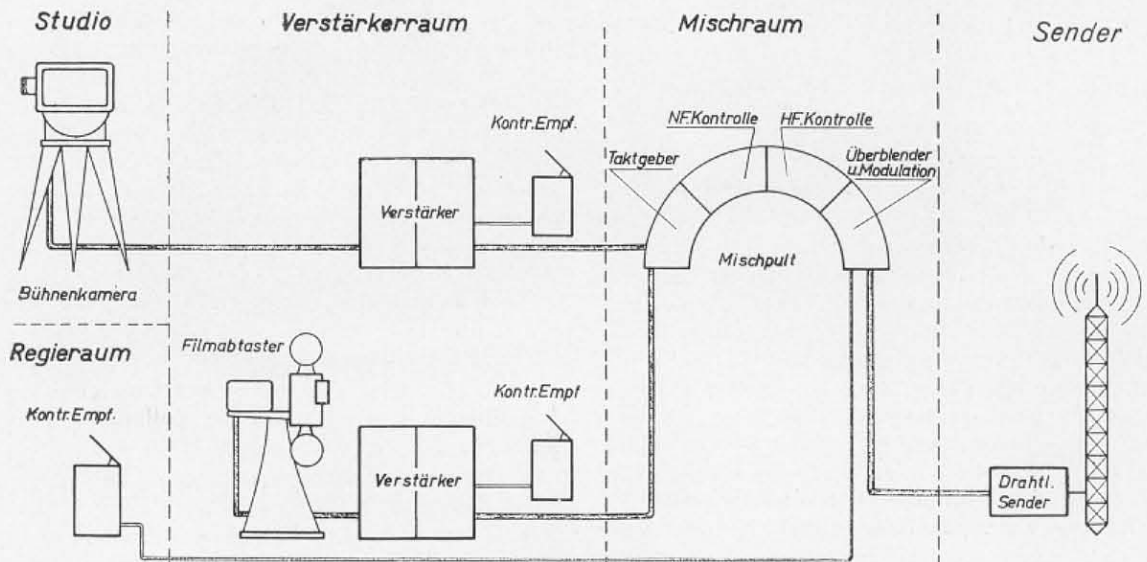 Studio
Verstärkerraum
Mischraum
Sender
Kontr.Empf.
NF.Kontrolle
HF.Kontrolle
Taktgeber
Überblender
u.Modulation
Verstärker
Mischpult
Bühnenkamera
Regieraum
Filmabtaster
Kontr.Empf.
Kontr.Empf
Verstärker
Drahtl.
Sender